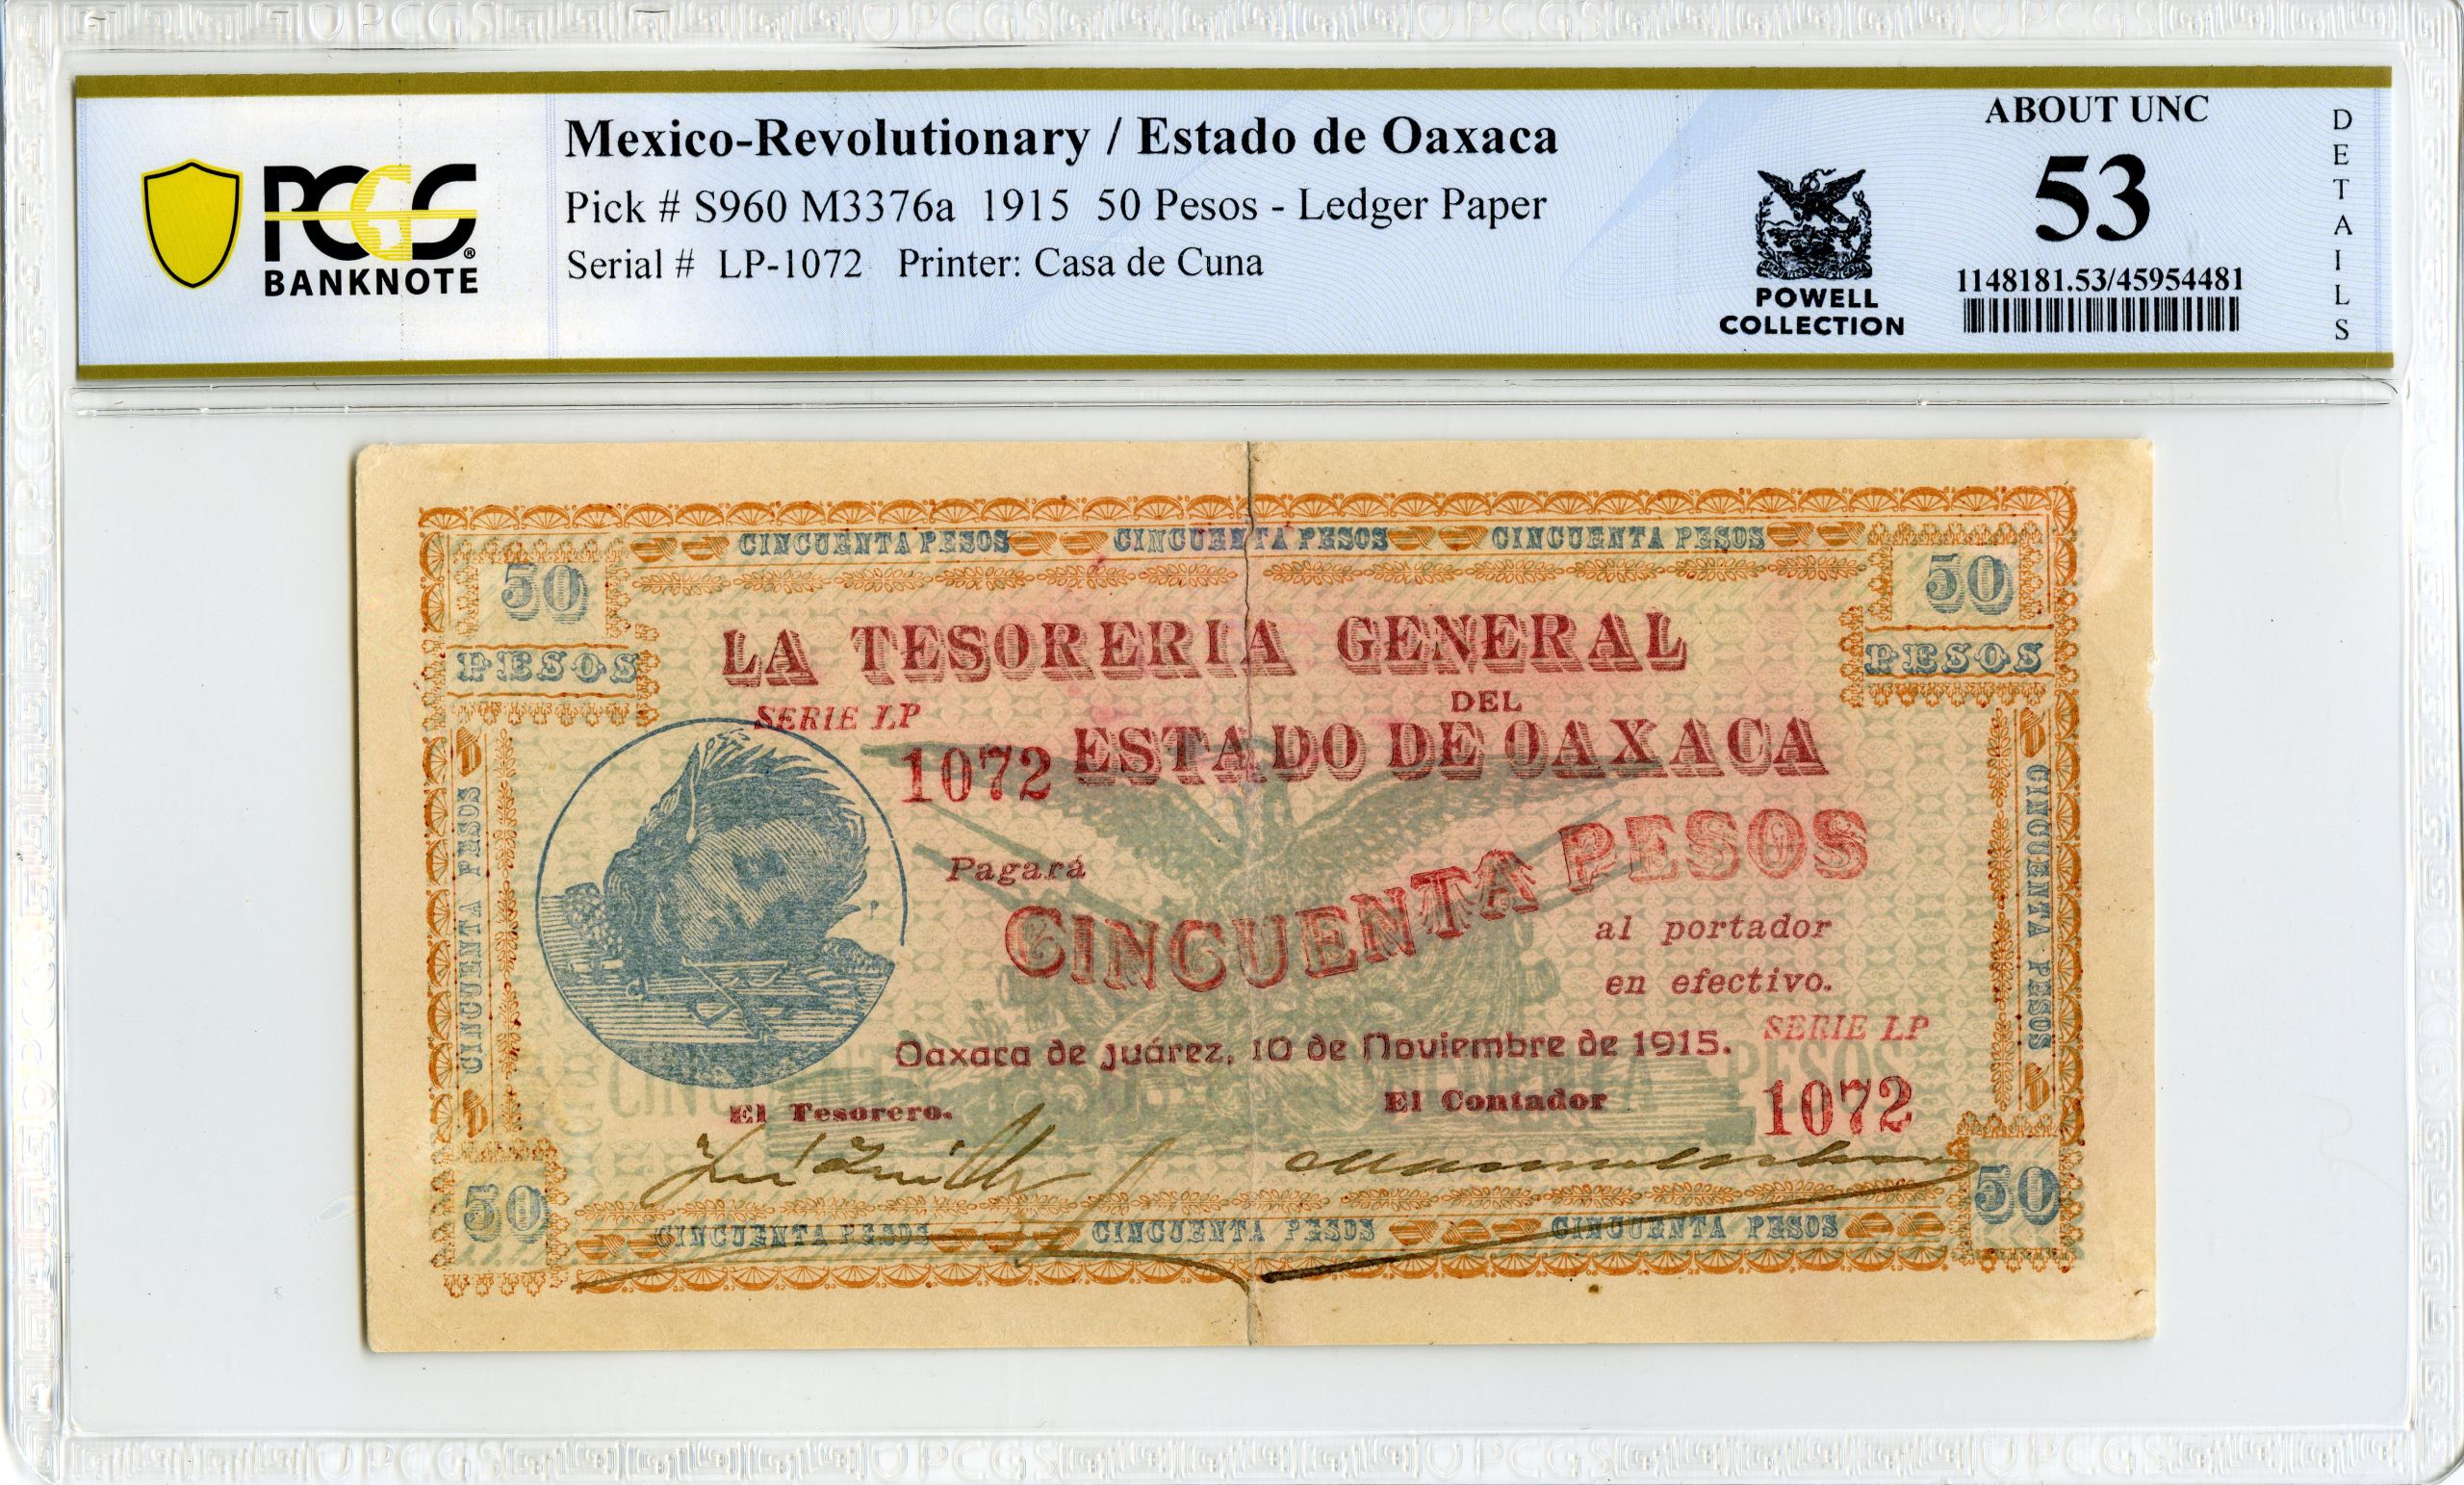 Mexico-Revolutionary / Estado de Oaxaca
Pick # S960 M3376a 1915 50 Pesos - Ledger Paper
Serial # LP-1072 Printer: Casa de Cuna
PCGS
BANKNOTE
POWELL
COLLECTION
ABOUT UNC
53
1148181.53/45954481
DETAILS
CINCUENTA PESOS CINCUENTA PESOS CINCUENTA PESOS
50
PESOS
50
PESOS
LA TESORERIA GENERAL
DEL
ESTADO DE OAXACA
SERIE LP
1072
Pagará
CINCUENTA PESOS
al portador
en efectivo.
Oaxaca de Juárez, 10 de Noviembre de 1915.
SERIE LP
1072
El Tesorero.
El Contador
CINCUENTA PESOS
CINCUENTA PESOS
50
50
CINCUENTA PESOS CINCUENTA PESOS CINCUENTA PESOS